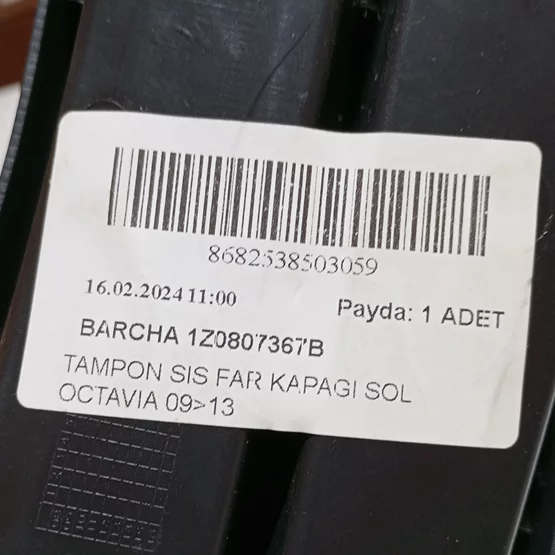 8682538503059
16.02.2024 11:00
Payda: 1 ADET
BARCHA 1Z0807367B
TAMPON SIS FAR KAPAGI SOL
OCTAVIA 09>13